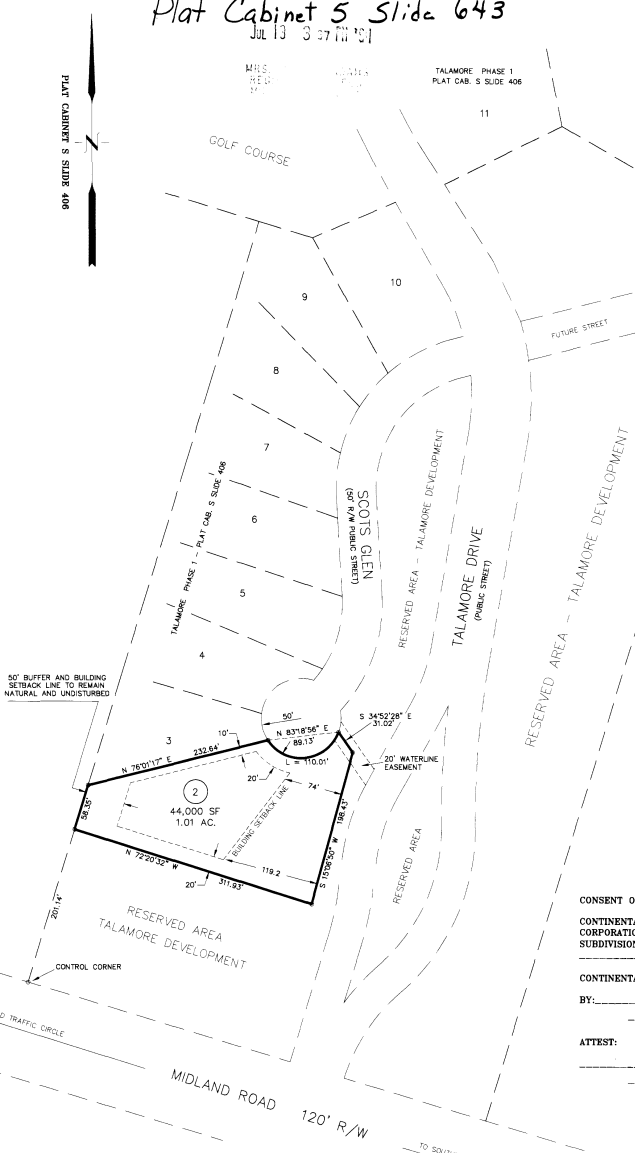 Plat Cabinet 5 Slide 643
JUL 13 3 37 PM '94
TALAMORE PHASE 1
PLAT CAB. S SLIDE 406
11
PLAT CABINET S SLIDE 406
N
GOLF COURSE
10
9
FUTURE STREET
8
7
6
5
4
3
TALAMORE PHASE 1 - PLAT CAB. S SLIDE 406
SCOTS GLEN
(50' R/W PUBLIC STREET)
RESERVED AREA - TALAMORE DEVELOPMENT
TALAMORE DRIVE
(PUBLIC STREET)
RESERVED AREA - TALAMORE DEVELOPMENT
50' BUFFER AND BUILDING
SETBACK LINE TO REMAIN
NATURAL AND UNDISTURBED
50'
S 34°52'28" E
31.02'
N 83°18'56" E
89.13'
10'
N 76°01'17" E 232.64'
L = 110.01'
20' WATERLINE
EASEMENT
20'
74'
2
44,000 SF
1.01 AC.
BUILDING SETBACK LINE
58.35'
S 15°06'50" W 198.43'
119.2
N 72°20'32" W 311.93'
20'
RESERVED AREA
201.14'
RESERVED AREA
TALAMORE DEVELOPMENT
CONTROL CORNER
D TRAFFIC CIRCLE
MIDLAND ROAD 120' R/W
CONSENT O
CONTINENTA
CORPORATIO
SUBDIVISION
CONTINENTA
BY:
ATTEST: